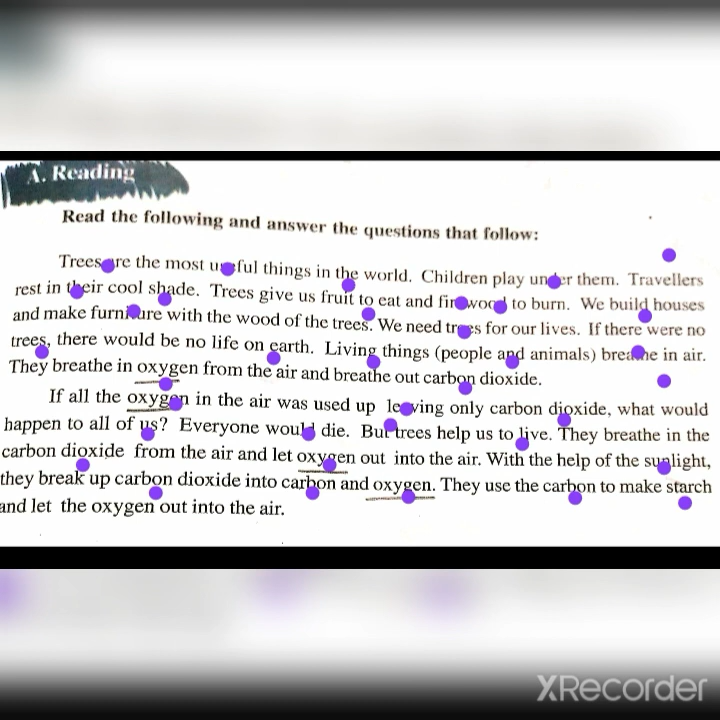 A. Reading
Read the following and answer the questions that follow:
Trees are the most useful things in the world. Children play under them. Travellers
rest in their cool shade. Trees give us fruit to eat and firewood to burn. We build houses
and make furniture with the wood of the trees. We need trees for our lives. If there were no
trees, there would be no life on earth. Living things (people and animals) breathe in air.
They breathe in oxygen from the air and breathe out carbon dioxide.
If all the oxygen in the air was used up leaving only carbon dioxide, what would
happen to all of us? Everyone would die. But trees help us to live. They breathe in the
carbon dioxide from the air and let oxygen out into the air. With the help of the sunlight,
they break up carbon dioxide into carbon and oxygen. They use the carbon to make starch
and let the oxygen out into the air.
XRecorder